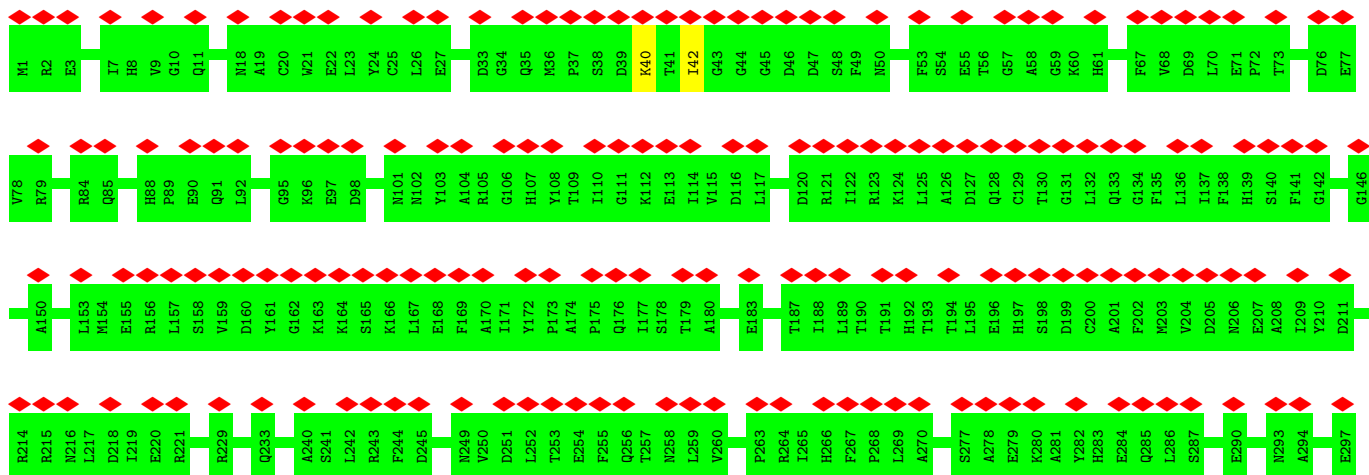 M1 R2 E3 I7 H8 V9 G10 Q11 N18 A19 C20 W21 E22 L23 Y24 C25 L26 E27 D33 G34 Q35 M36 P37 S38 D39 K40 T41 I42 G43 G44 G45 D46 D47 S48 F49 N50 F53 S54 E55 T56 G57 A58 G59 K60 H61 F67 V68 D69 L70 E71 P72 T73 D76 E77
V78 R79 R84 Q85 H88 P89 E90 Q91 L92 G95 K96 E97 D98 N101 N102 Y103 A104 R105 G106 H107 Y108 T109 I110 G111 K112 E113 I114 V115 D116 L117 D120 R121 I122 R123 K124 L125 A126 D127 Q128 C129 T130 G131 L132 Q133 G134 F135 L136 I137 F138 H139 S140 F141 G142 G146
A150 L153 M154 E155 R156 L157 S158 V159 D160 Y161 G162 K163 K164 S165 K166 L167 E168 F169 A170 I171 Y172 P173 A174 P175 Q176 I177 S178 T179 A180 E183 T187 I188 L189 T190 T191 H192 T193 T194 L195 E196 H197 S198 D199 C200 A201 F202 M203 V204 D205 N206 E207 A208 I209 Y210 D211
R214 R215 N216 L217 D218 I219 E220 R221 R229 Q233 A240 S241 L242 R243 F244 D245 N249 V250 D251 L252 T253 E254 F255 Q256 T257 N258 L259 V260 P263 R264 I265 H266 F267 P268 L269 A270 S277 A278 E279 K280 A281 Y282 H283 E284 Q285 L286 S287 E290 N293 A294 E297